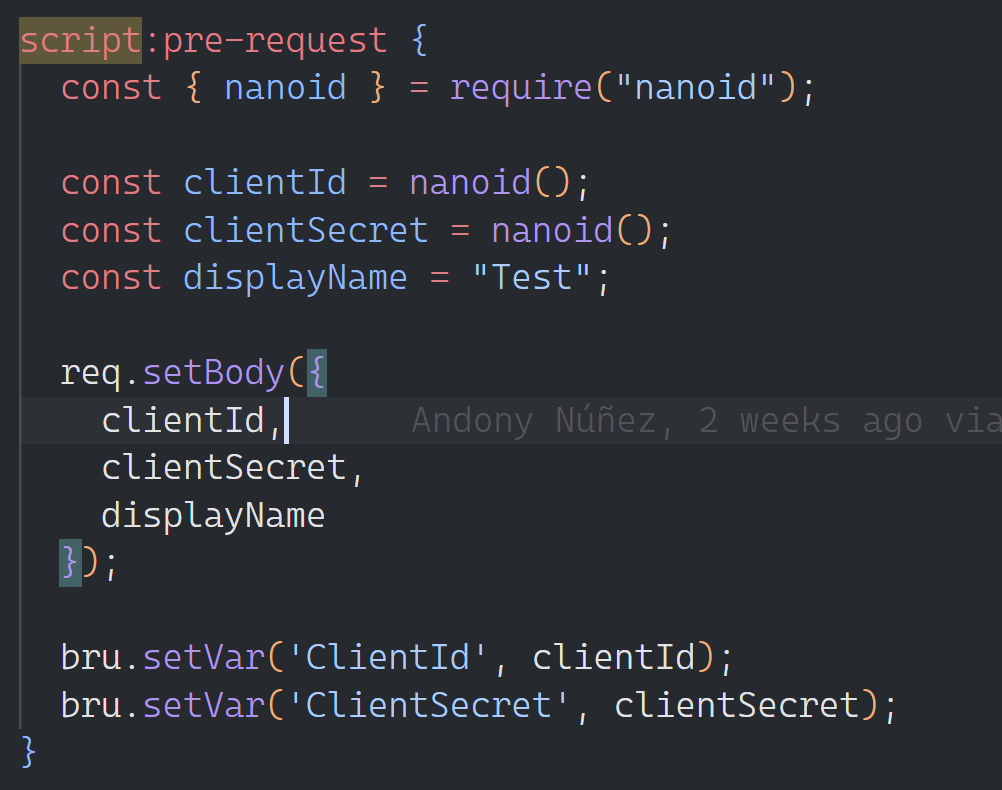 script:pre-request {
const { nanoid } = require("nanoid");
const clientId = nanoid();
const clientSecret = nanoid();
const displayName = "Test";
req.setBody({
clientId, Andony Núñez, 2 weeks ago via
clientSecret,
displayName
});
bru.setVar('ClientId', clientId);
bru.setVar('ClientSecret', clientSecret);
}